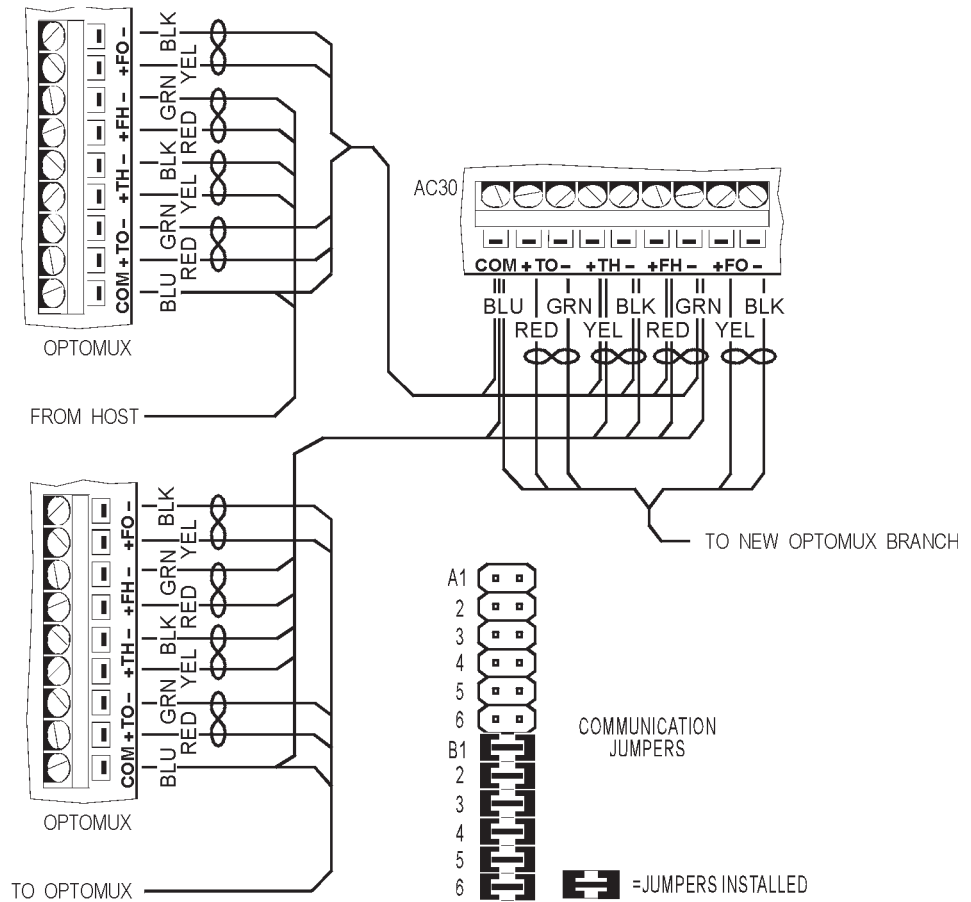 +FO-
+FH-
+TH-
+TO-
COM
BLK
YEL
GRN
RED
BLK
YEL
GRN
RED
BLU
OPTOMUX
FROM HOST
AC30
COM + TO - +TH - +FH - +FO -
BLU GRN BLK GRN BLK
RED YEL RED YEL
TO NEW OPTOMUX BRANCH
+FO-
+FH-
+TH-
+TO-
COM
BLK
YEL
GRN
RED
BLK
YEL
GRN
RED
BLU
OPTOMUX
TO OPTOMUX
A1
2
3
4
5
6
B1
2
3
4
5
6
COMMUNICATION
JUMPERS
=JUMPERS INSTALLED